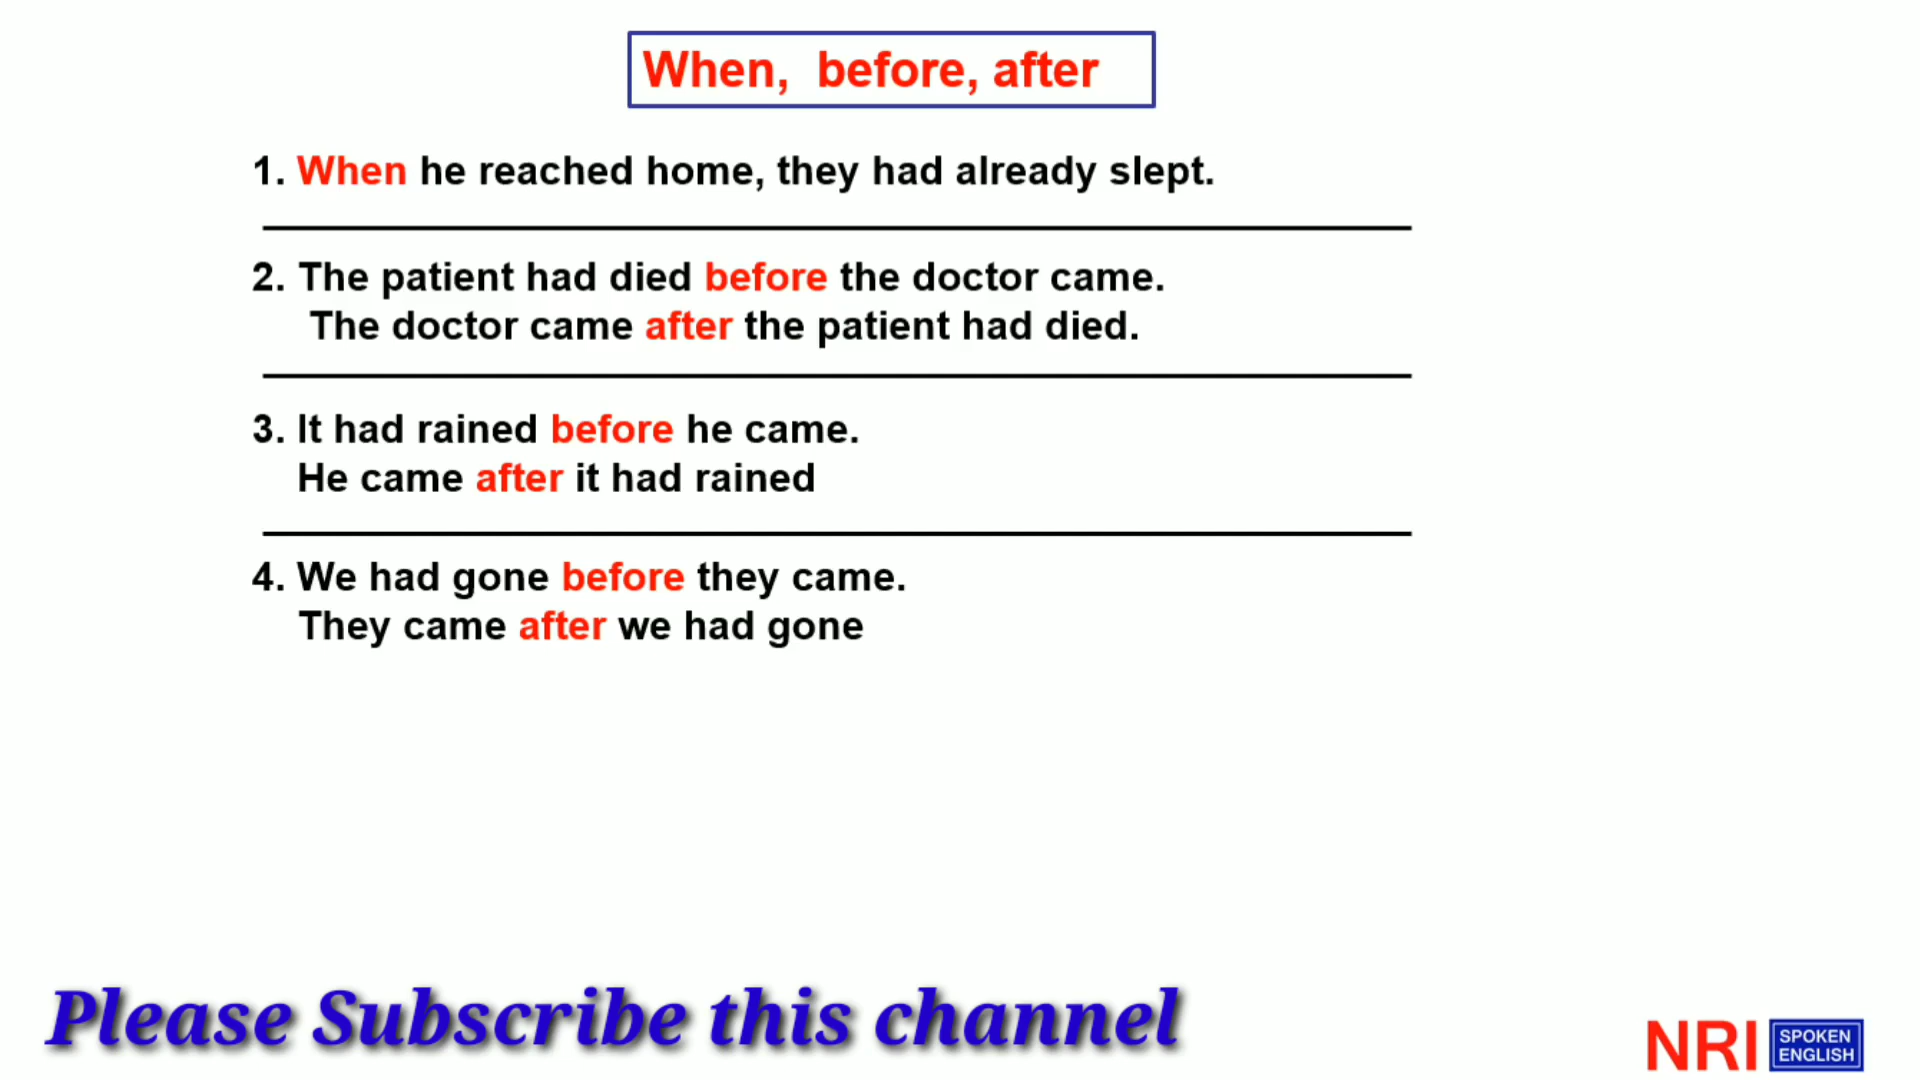 When, before, after
1. When he reached home, they had already slept.
2. The patient had died before the doctor came.
The doctor came after the patient had died.
3. It had rained before he came.
He came after it had rained
4. We had gone before they came.
They came after we had gone
Please Subscribe this channel
NRI SPOKEN
ENGLISH